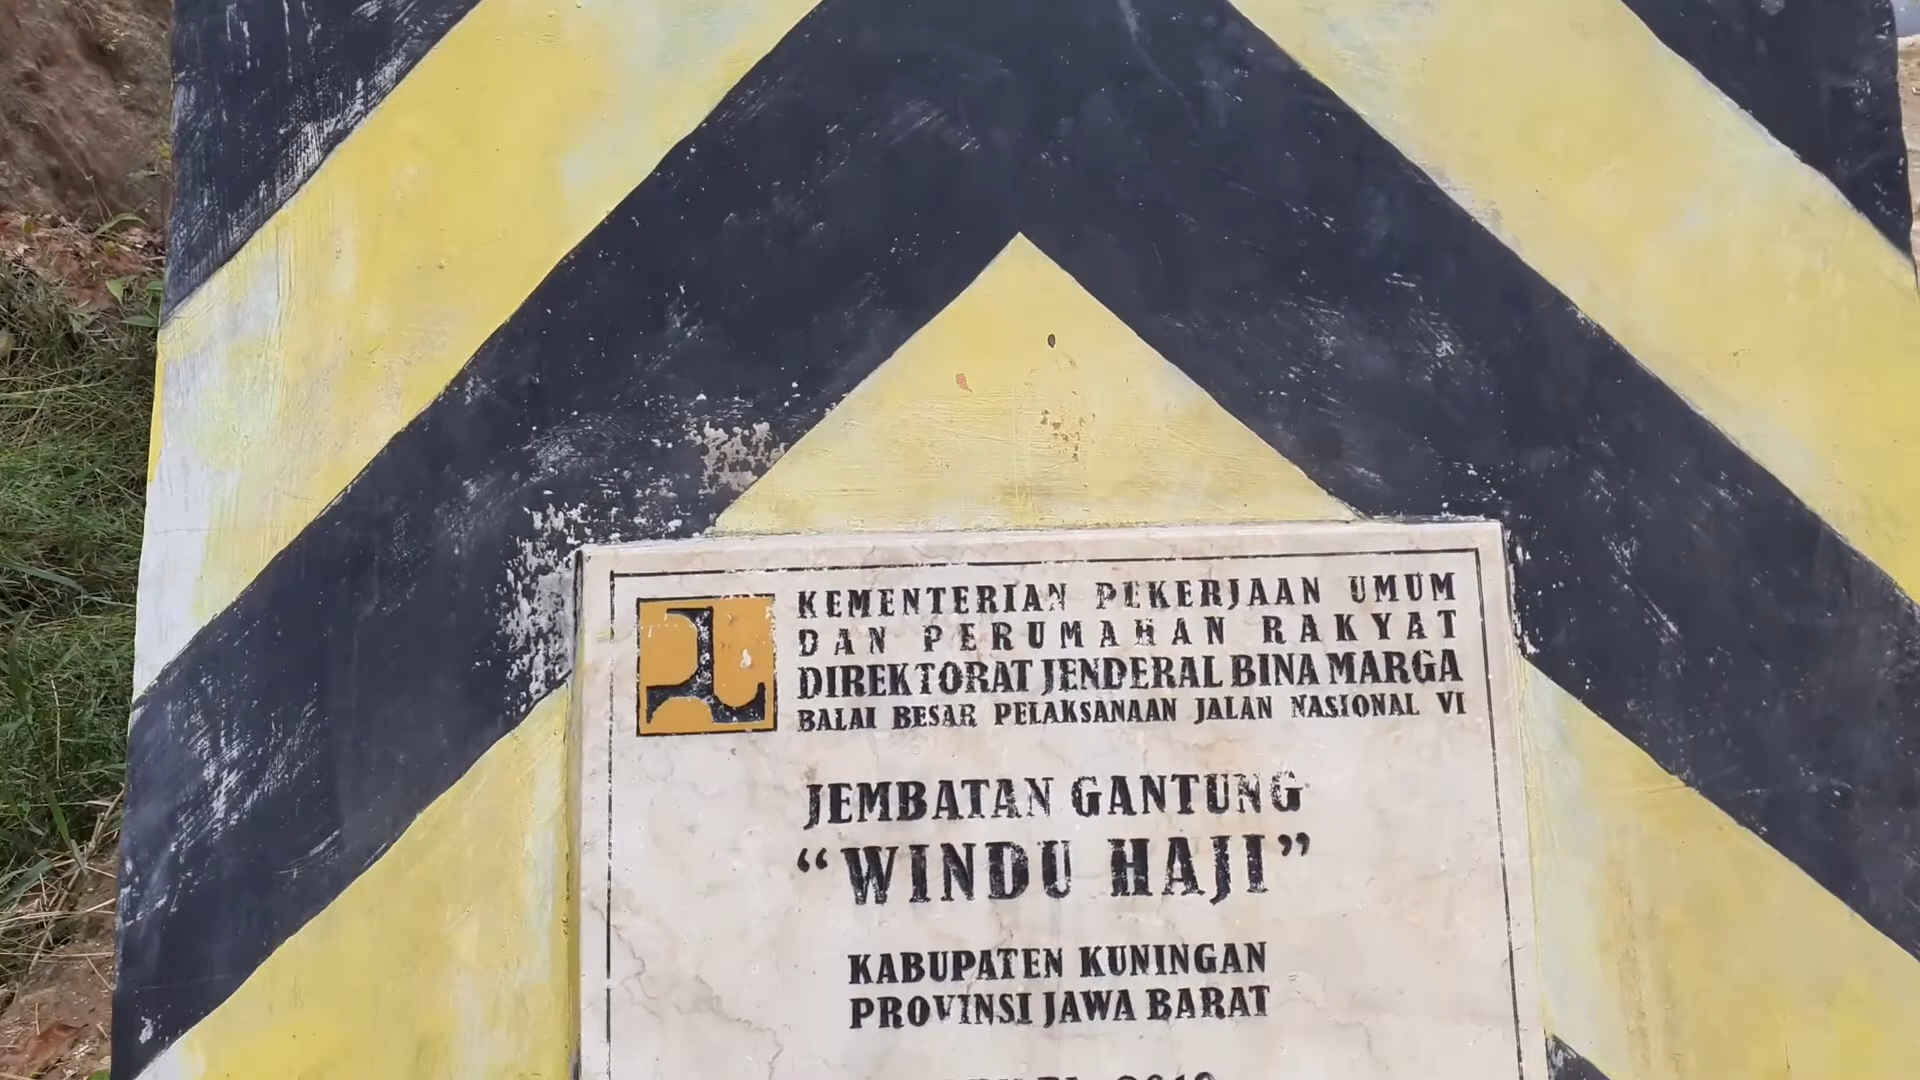 KEMENTERIAN PEKERJAAN UMUM
DAN PERUMAHAN RAKYAT
DIREKTORAT JENDERAL BINA MARGA
BALAI BESAR PELAKSANAAN JALAN NASIONAL VI
JEMBATAN GANTUNG
“WINDU HAJI”
KABUPATEN KUNINGAN
PROVINSI JAWA BARAT